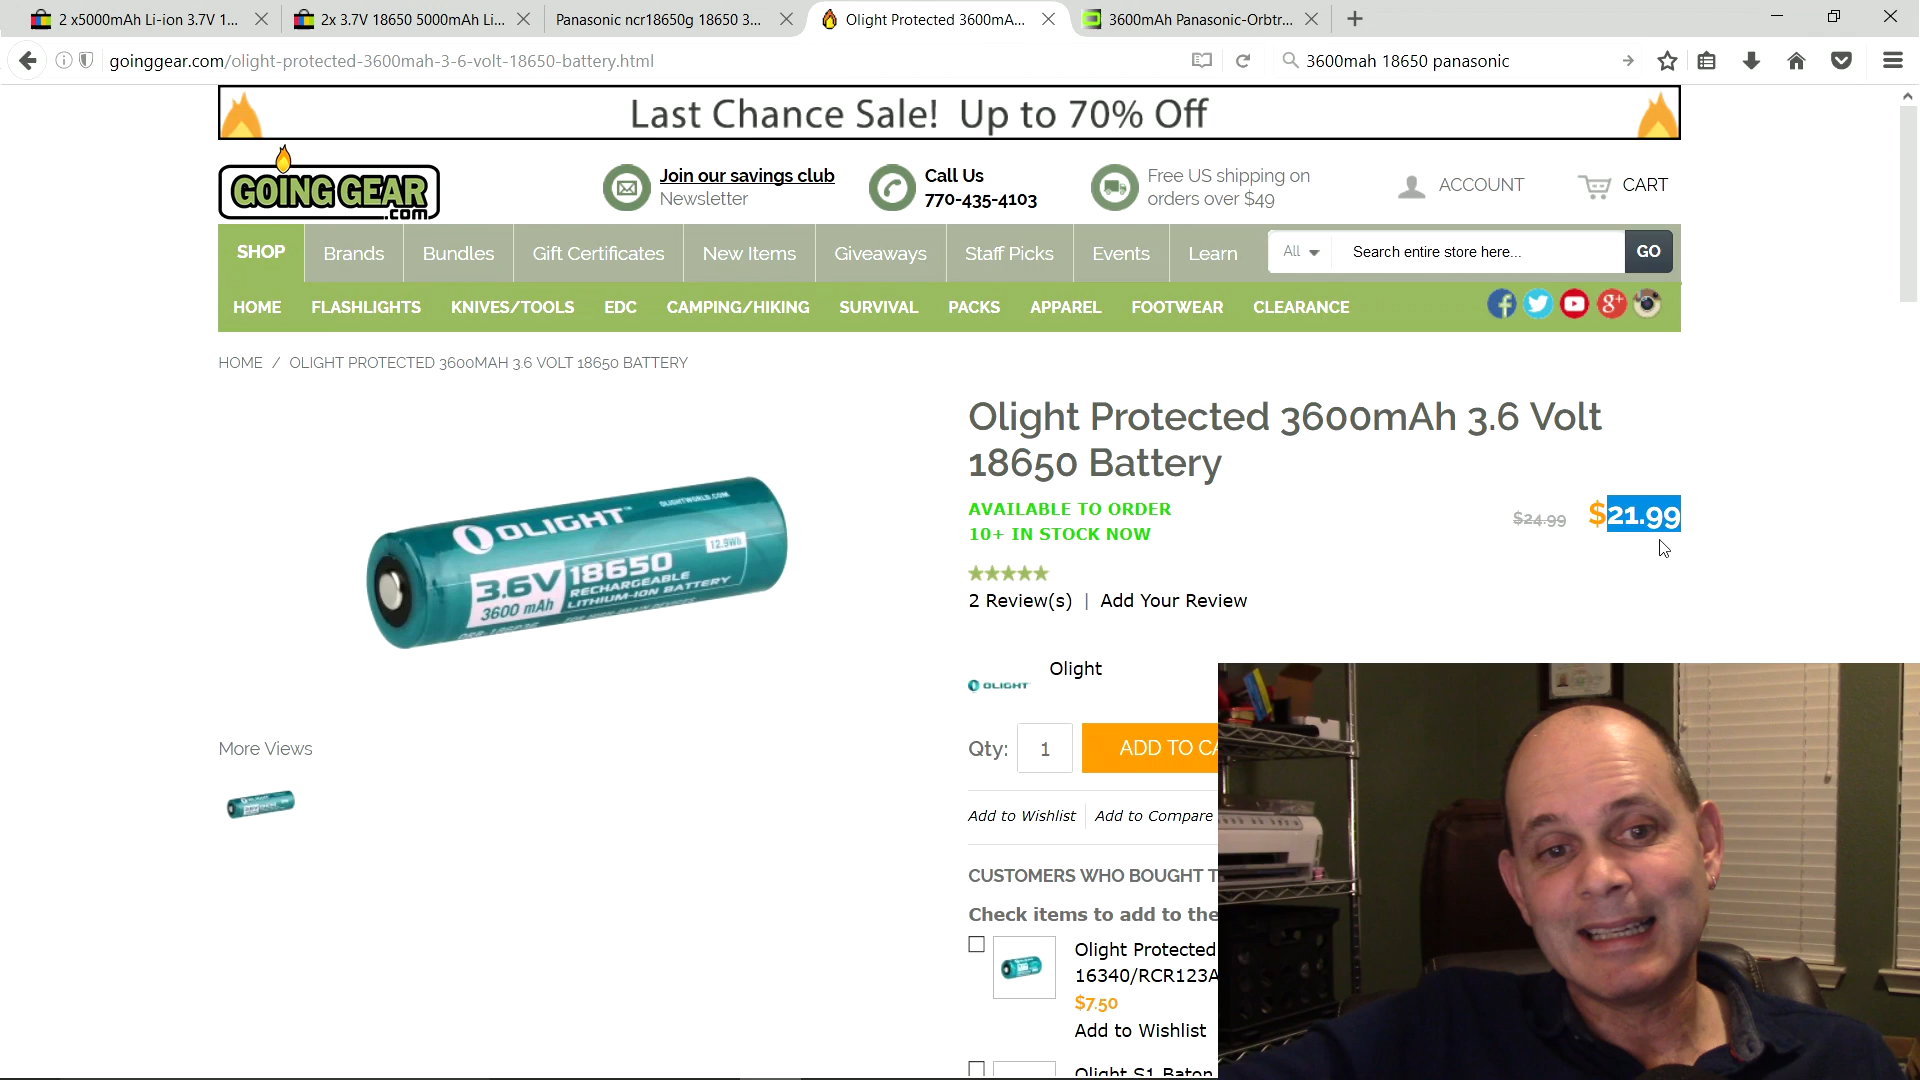 2 x5000mAh Li-ion 3.7V 1...
2x 3.7V 18650 5000mAh Li...
Panasonic ncr18650g 18650 3...
Olight Protected 3600mA...
3600mAh Panasonic-Orbtr...
goinggear.com/olight-protected-3600mah-3-6-volt-18650-battery.html
3600mah 18650 panasonic
Last Chance Sale! Up to 70% Off
GOING GEAR
.com
Join our savings club
Newsletter
Call Us
770-435-4103
Free US shipping on
orders over $49
ACCOUNT
CART
SHOP
Brands
Bundles
Gift Certificates
New Items
Giveaways
Staff Picks
Events
Learn
All
Search entire store here...
GO
HOME
FLASHLIGHTS
KNIVES/TOOLS
EDC
CAMPING/HIKING
SURVIVAL
PACKS
APPAREL
FOOTWEAR
CLEARANCE
HOME / OLIGHT PROTECTED 3600MAH 3.6 VOLT 18650 BATTERY
Olight Protected 3600mAh 3.6 Volt
18650 Battery
AVAILABLE TO ORDER
10+ IN STOCK NOW
$24.99
$21.99
2 Review(s) | Add Your Review
OLIGHTWORLD.COM
OLIGHT™
12.9Wh
3.6V 18650
3600 mAh
RECHARGEABLE
LITHIUM-ION BATTERY
OLIGHT
Olight
Qty:
1
ADD TO CA
More Views
Add to Wishlist
Add to Compare
CUSTOMERS WHO BOUGHT T
Check items to add to the
Olight Protected
16340/RCR123A
$7.50
Add to Wishlist
Olight S1 Baton